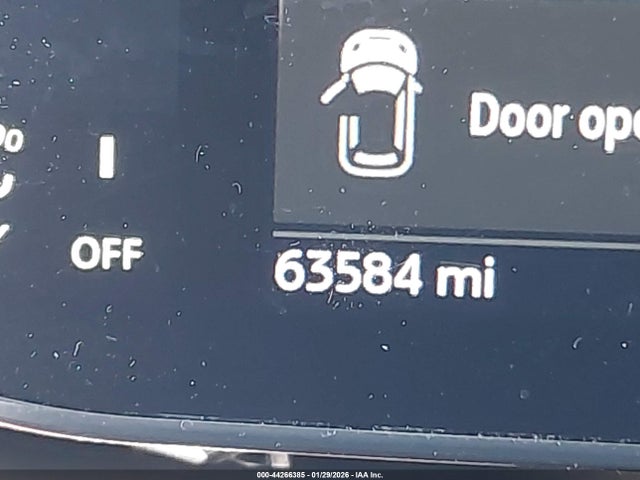 Door ope
OFF
63584 mi
000-44266385 - 01/29/2026 - IAA Inc.